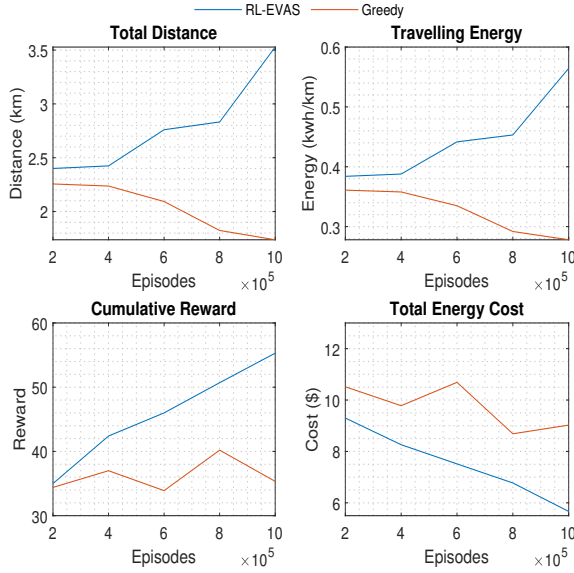 RL-EVAS Greedy
Total Distance
Distance (km)
3.5
3
2.5
2
2 4 6 8 10
Episodes ×10^5
Travelling Energy
Energy (kwh/km)
0.6
0.5
0.4
0.3
2 4 6 8 10
Episodes ×10^5
Cumulative Reward
Reward
60
50
40
30
2 4 6 8 10
Episodes ×10^5
Total Energy Cost
Cost ($)
12
10
8
6
2 4 6 8 10
Episodes ×10^5